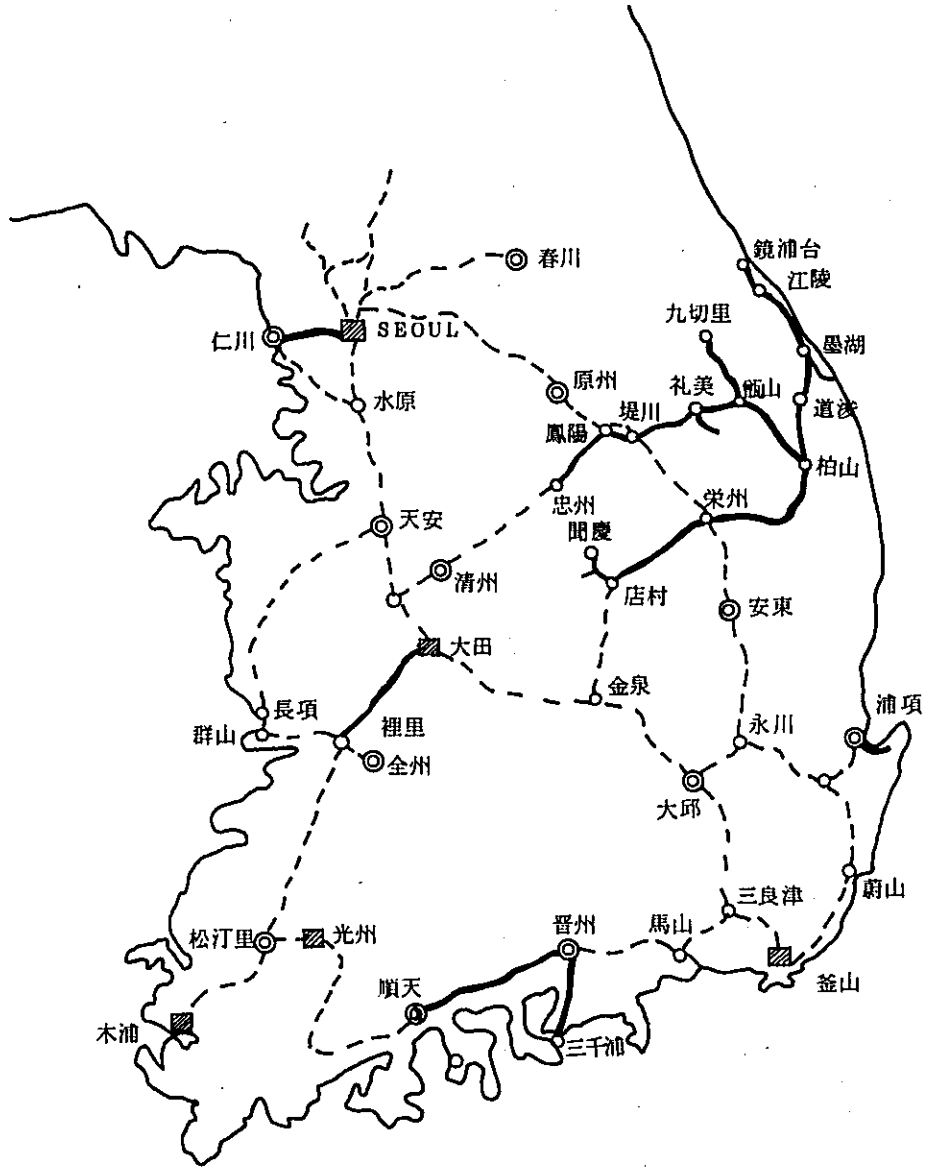 鏡浦台
江陵
春川
九切里
墨湖
仁川
SEOUL
原州
礼美
甑山
道渓
水原
堤川
鳳陽
柏山
忠州
栄州
天安
聞慶
清州
店村
安東
大田
金泉
浦項
長項
永川
群山
裡里
全州
大邱
三良津
蔚山
晋州
馬山
松汀里
光州
釜山
順天
木浦
三千浦